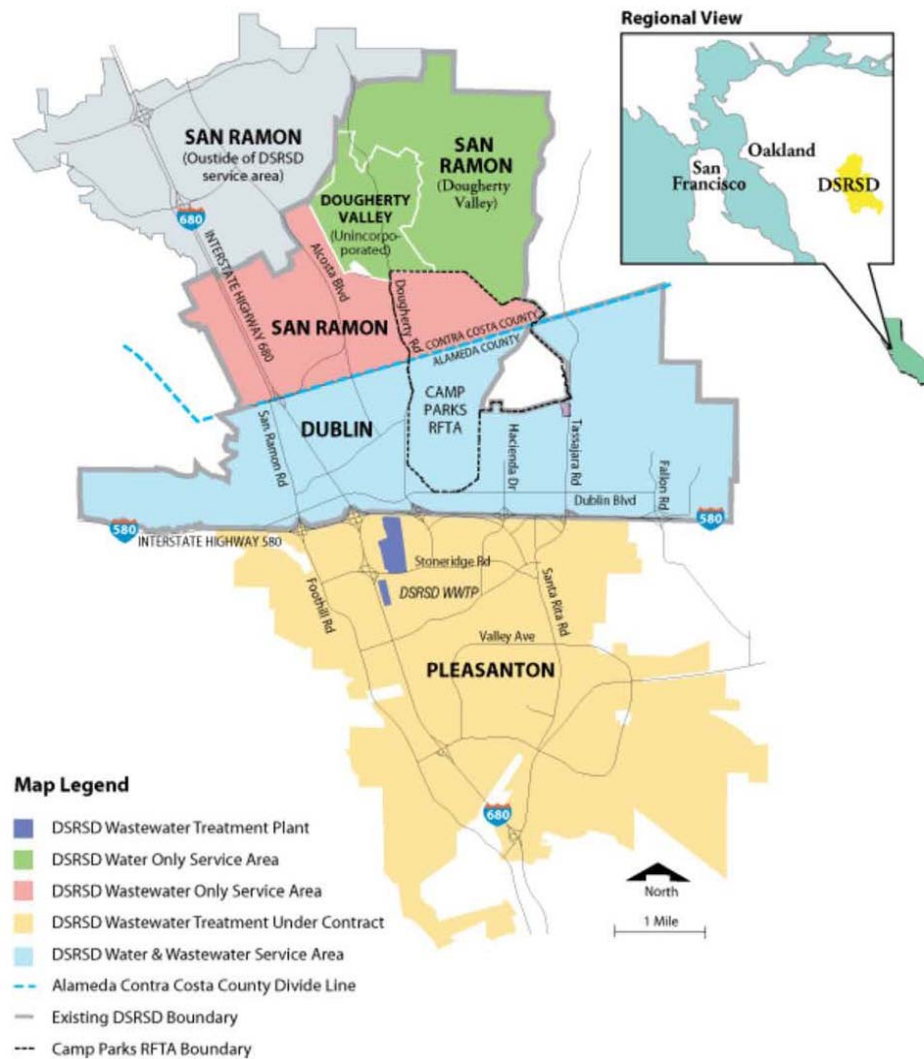 Regional View
San
Francisco
Oakland
DSRSD
SAN RAMON
(Oustide of DSRSD
service area)
SAN
RAMON
(Dougherty
Valley)
DOUGHERTY
VALLEY
(Unincorpo-
porated)
680
INTERSTATE HIGHWAY 680
Alcosta Blvd
Dougherty Rd
SAN RAMON
CONTRA COSTA COUNTY
ALAMEDA COUNTY
CAMP
PARKS
RFTA
DUBLIN
San Ramon Rd
Hacienda Dr
Tassajara Rd
Fallon Rd
Dublin Blvd
580
INTERSTATE HIGHWAY 580
580
Stoneridge Rd
DSRSD WWTP
Foothill Rd
Santa Rita Rd
Valley Ave
PLEASANTON
680
Map Legend
DSRSD Wastewater Treatment Plant
DSRSD Water Only Service Area
DSRSD Wastewater Only Service Area
DSRSD Wastewater Treatment Under Contract
DSRSD Water & Wastewater Service Area
Alameda Contra Costa County Divide Line
Existing DSRSD Boundary
Camp Parks RFTA Boundary
North
1 Mile